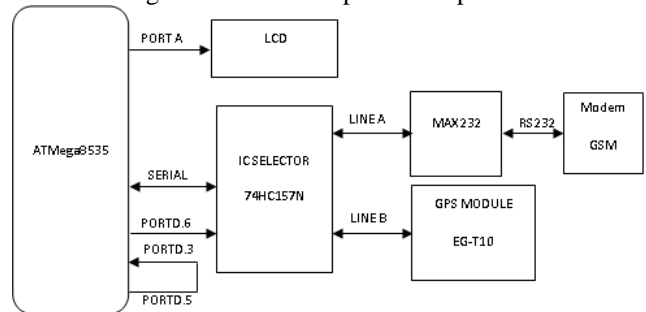 PORT A
LCD
ATMega8535
SERIAL
PORTD.6
PORTD.3
PORTD.5
IC SELECTOR
74HC157N
LINE A
LINE B
MAX232
RS232
Modem
GSM
GPS MODULE
EG-T10